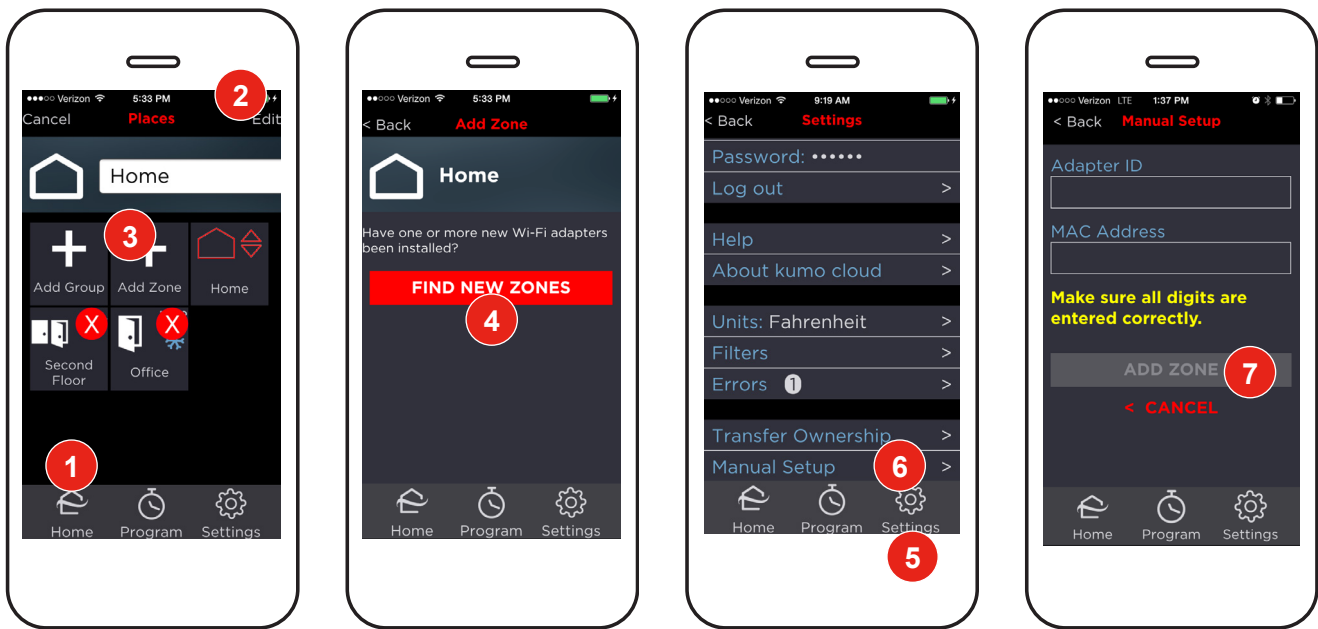 ●●●○○ Verizon 5:33 PM
2
Cancel Places Edit
Home
3
Add Group Add Zone Home
X X
Second
Floor
Office
1
Home Program Settings
●●○○○ Verizon 5:33 PM
< Back Add Zone
Home
Have one or more new Wi-Fi adapters
been installed?
FIND NEW ZONES
4
Home Program Settings
●●○○○ Verizon 9:19 AM
< Back Settings
Password: ••••••
Log out >
Help >
About kumo cloud >
Units: Fahrenheit >
Filters >
Errors 1 >
Transfer Ownership >
Manual Setup >
6
Home Program Settings
5
●●○○○ Verizon LTE 1:37 PM
< Back Manual Setup
Adapter ID
MAC Address
Make sure all digits are
entered correctly.
ADD ZONE
7
< CANCEL
Home Program Settings